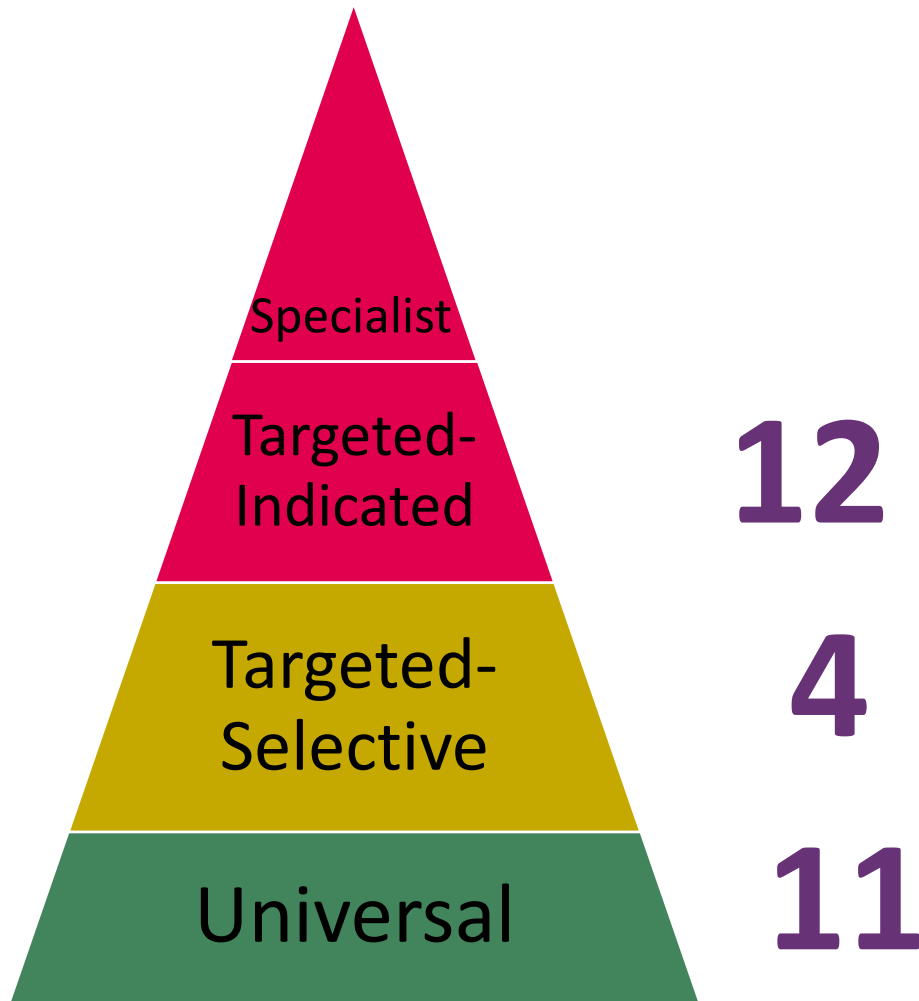 Specialist
Targeted-
Indicated
12
Targeted-
Selective
4
Universal
11